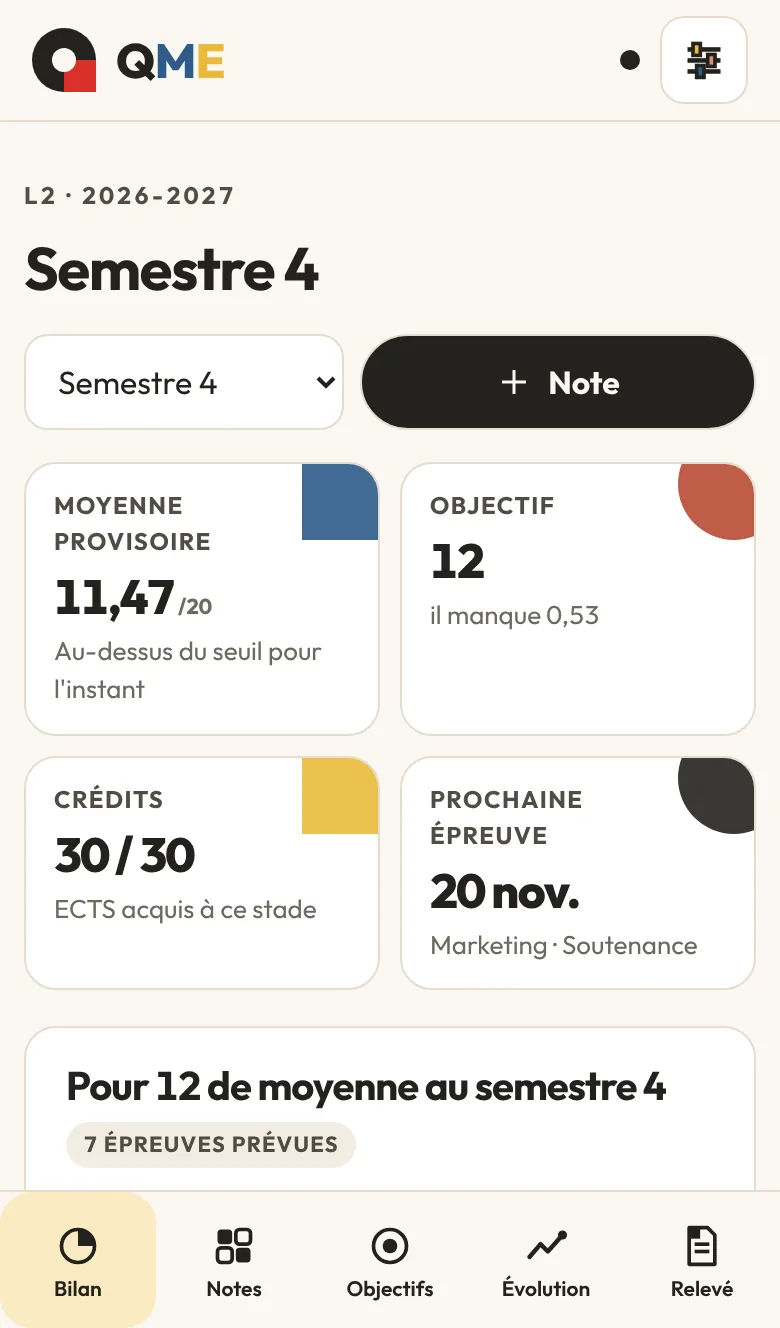 QME
L2 · 2026-2027
Semestre 4
Semestre 4
+ Note
MOYENNE
PROVISOIRE
11,47 /20
Au-dessus du seuil pour
l'instant
OBJECTIF
12
il manque 0,53
CRÉDITS
30 / 30
ECTS acquis à ce stade
PROCHAINE
ÉPREUVE
20 nov.
Marketing · Soutenance
Pour 12 de moyenne au semestre 4
7 ÉPREUVES PRÉVUES
Bilan
Notes
Objectifs
Évolution
Relevé